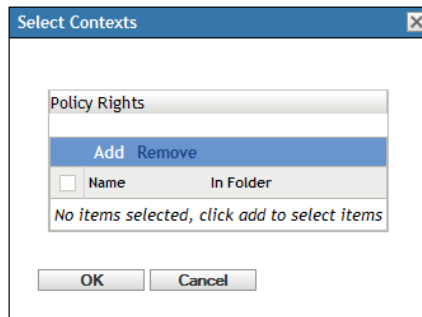 Select Contexts
Policy Rights
Add Remove
Name In Folder
No items selected, click add to select items
OK Cancel